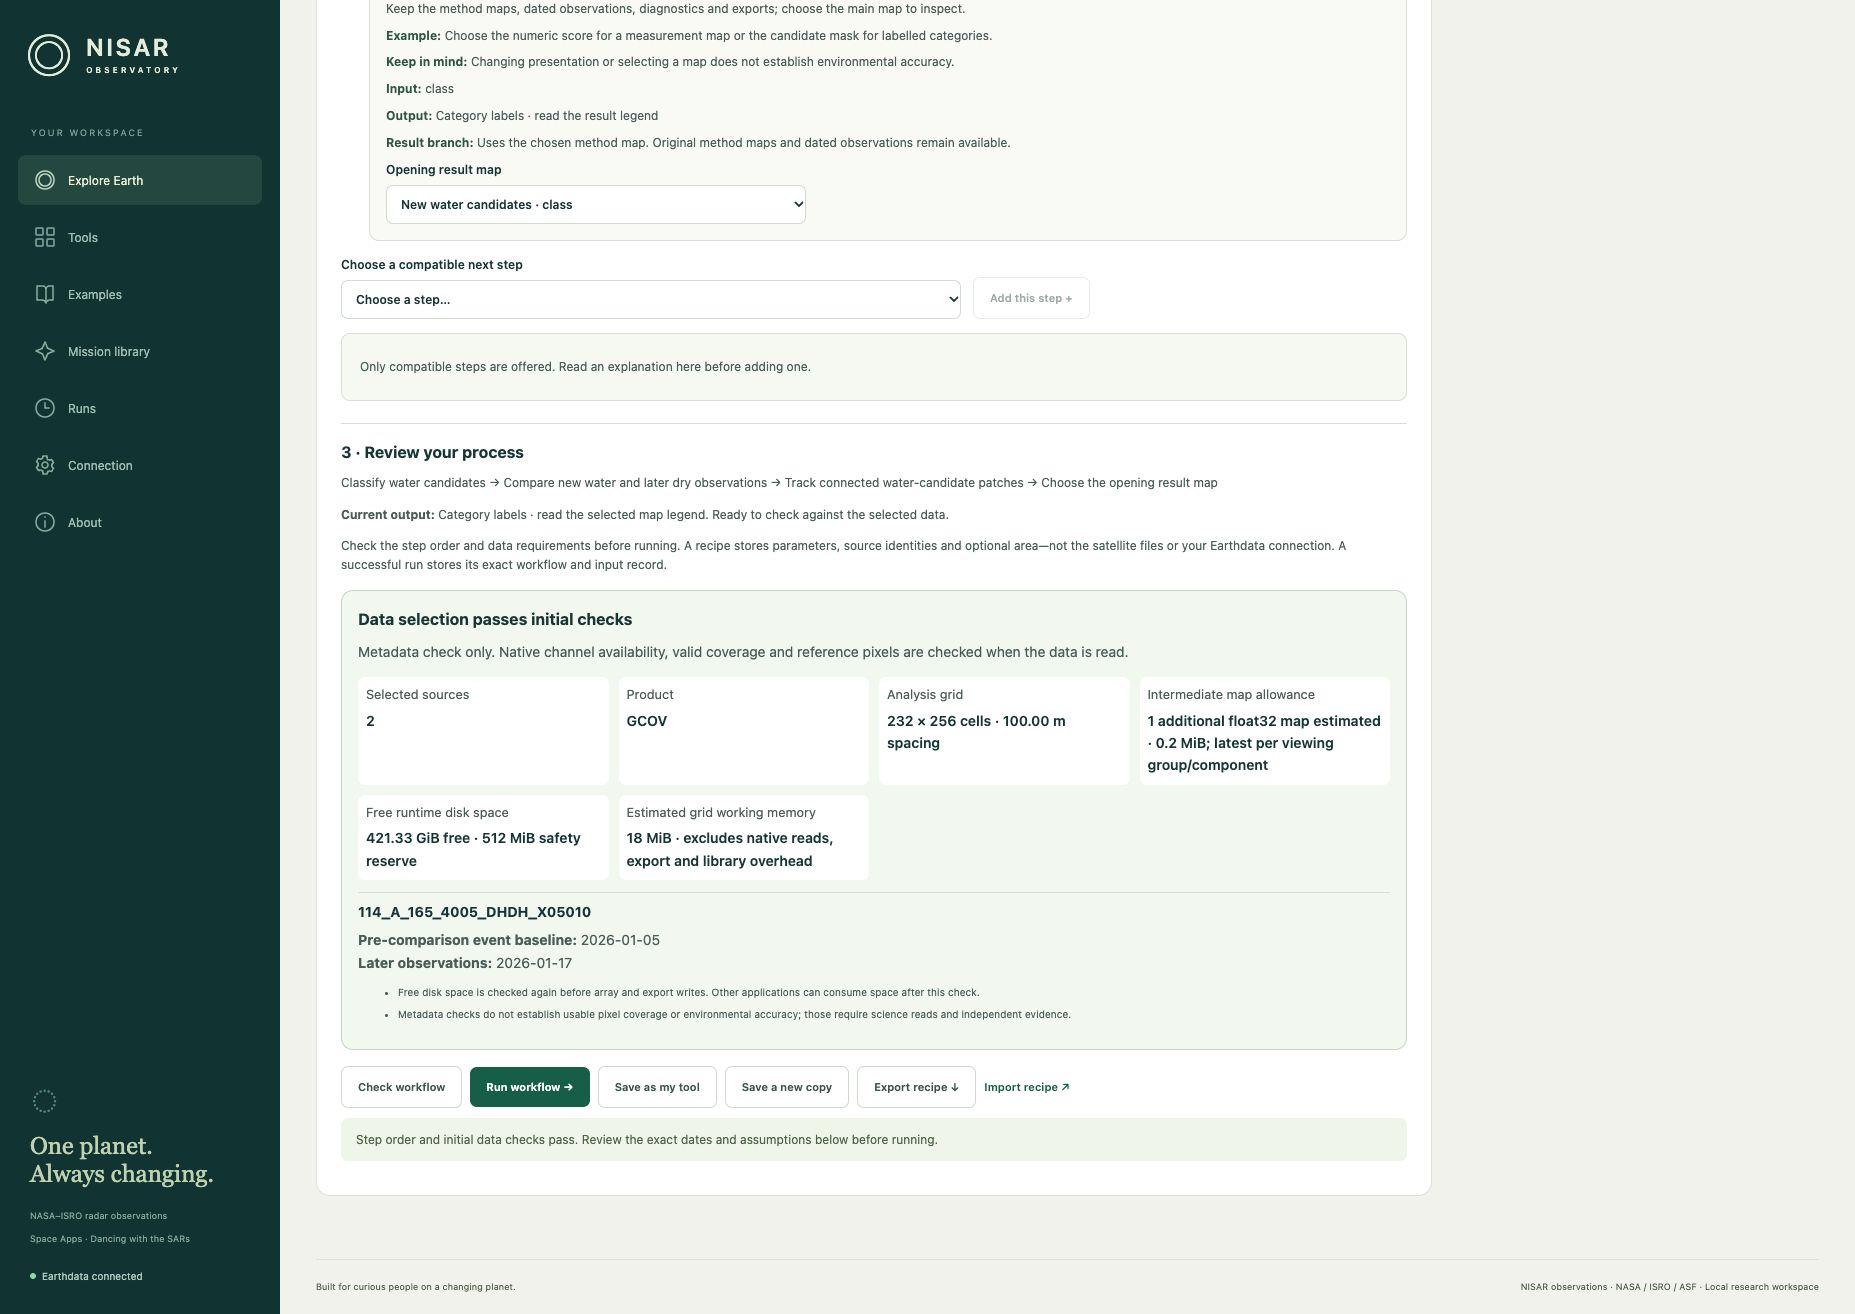 NISAR
OBSERVATORY
YOUR WORKSPACE
Explore Earth
Tools
Examples
Mission library
Runs
Connection
About
One planet.
Always changing.
NASA–ISRO radar observations
Space Apps · Dancing with the SARs
Earthdata connected
Keep the method maps, dated observations, diagnostics and exports; choose the main map to inspect.
Example: Choose the numeric score for a measurement map or the candidate mask for labelled categories.
Keep in mind: Changing presentation or selecting a map does not establish environmental accuracy.
Input: class
Output: Category labels · read the result legend
Result branch: Uses the chosen method map. Original method maps and dated observations remain available.
Opening result map
New water candidates · class
Choose a compatible next step
Choose a step...
Add this step +
Only compatible steps are offered. Read an explanation here before adding one.
3 · Review your process
Classify water candidates → Compare new water and later dry observations → Track connected water-candidate patches → Choose the opening result map
Current output: Category labels · read the selected map legend. Ready to check against the selected data.
Check the step order and data requirements before running. A recipe stores parameters, source identities and optional area—not the satellite files or your Earthdata connection. A
successful run stores its exact workflow and input record.
Data selection passes initial checks
Metadata check only. Native channel availability, valid coverage and reference pixels are checked when the data is read.
Selected sources
2
Product
GCOV
Analysis grid
232 × 256 cells · 100.00 m
spacing
Intermediate map allowance
1 additional float32 map estimated
· 0.2 MiB; latest per viewing
group/component
Free runtime disk space
421.33 GiB free · 512 MiB safety
reserve
Estimated grid working memory
18 MiB · excludes native reads,
export and library overhead
114_A_165_4005_DHDH_X05010
Pre-comparison event baseline: 2026-01-05
Later observations: 2026-01-17
• Free disk space is checked again before array and export writes. Other applications can consume space after this check.
• Metadata checks do not establish usable pixel coverage or environmental accuracy; those require science reads and independent evidence.
Check workflow
Run workflow →
Save as my tool
Save a new copy
Export recipe ↓
Import recipe ↗
Step order and initial data checks pass. Review the exact dates and assumptions below before running.
Built for curious people on a changing planet.
NISAR observations · NASA / ISRO / ASF · Local research workspace